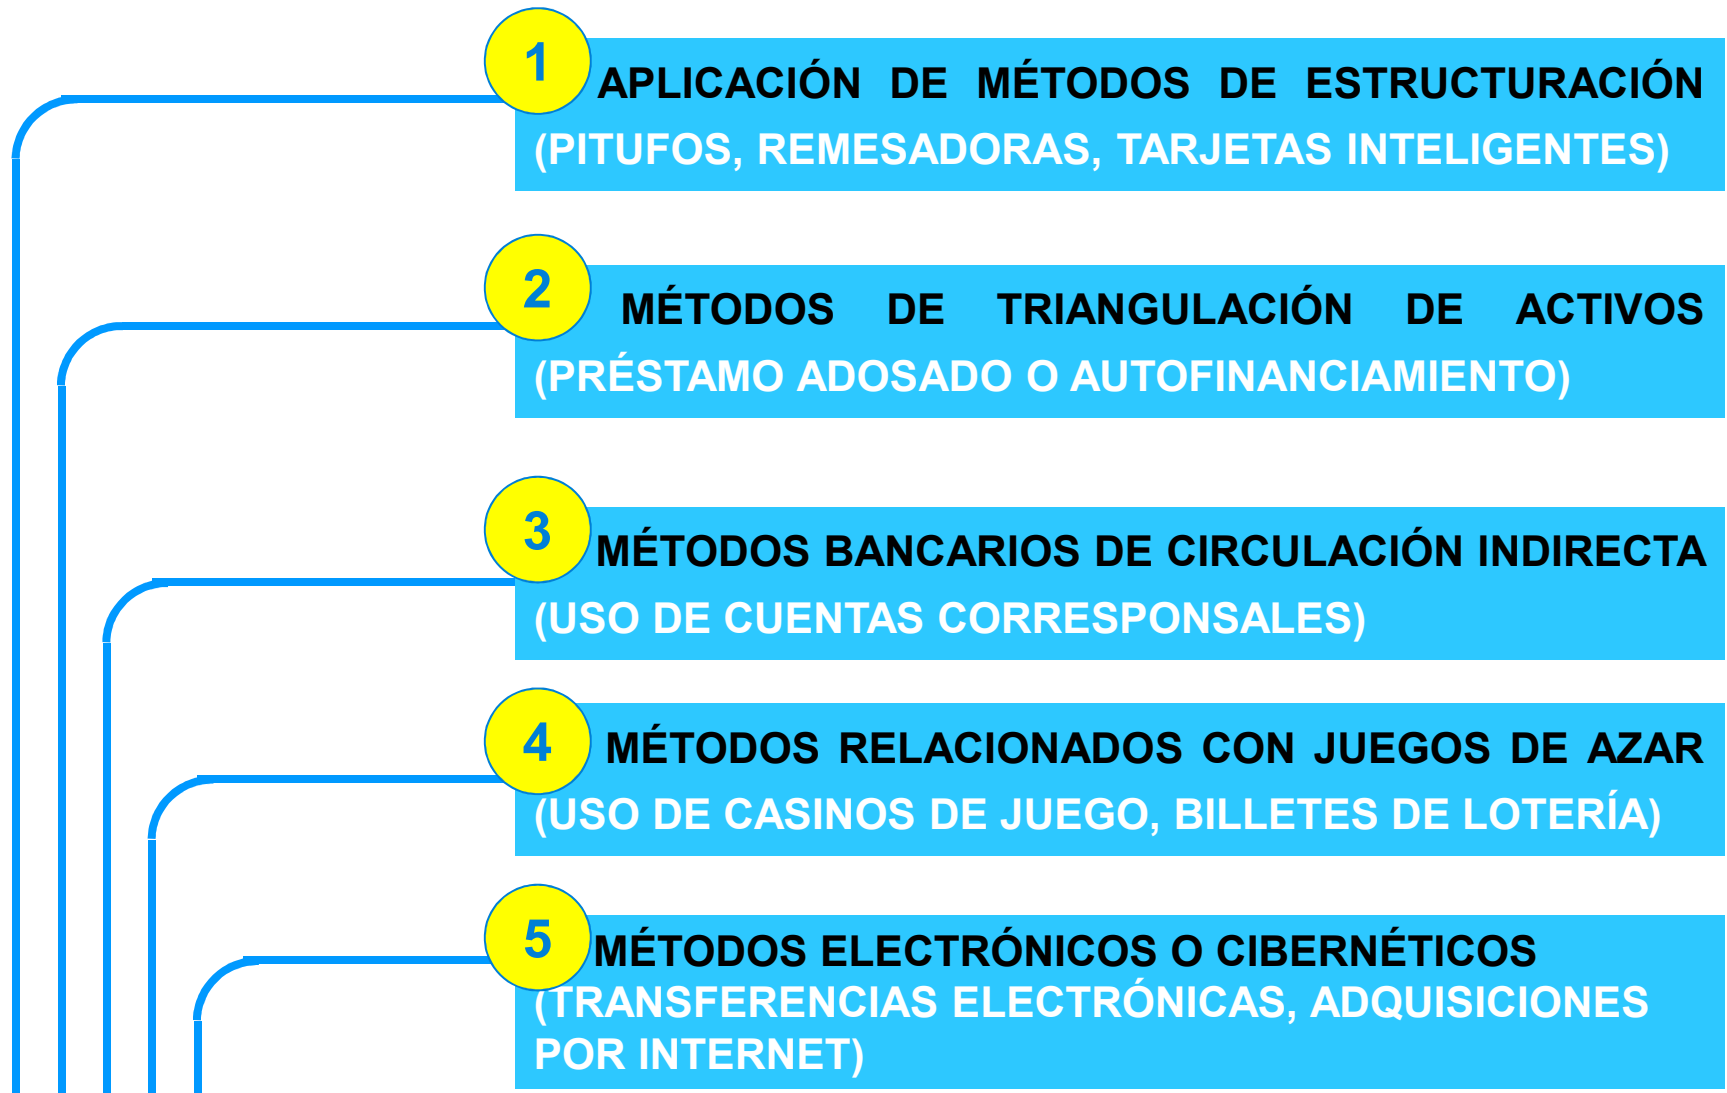 1
APLICACIÓN DE MÉTODOS DE ESTRUCTURACIÓN
(PITUFOS, REMESADORAS, TARJETAS INTELIGENTES)
2
MÉTODOS DE TRIANGULACIÓN DE ACTIVOS
(PRÉSTAMO ADOSADO O AUTOFINANCIAMIENTO)
3
MÉTODOS BANCARIOS DE CIRCULACIÓN INDIRECTA
(USO DE CUENTAS CORRESPONSALES)
4
MÉTODOS RELACIONADOS CON JUEGOS DE AZAR
(USO DE CASINOS DE JUEGO, BILLETES DE LOTERÍA)
5
MÉTODOS ELECTRÓNICOS O CIBERNÉTICOS
(TRANSFERENCIAS ELECTRÓNICAS, ADQUISICIONES
POR INTERNET)